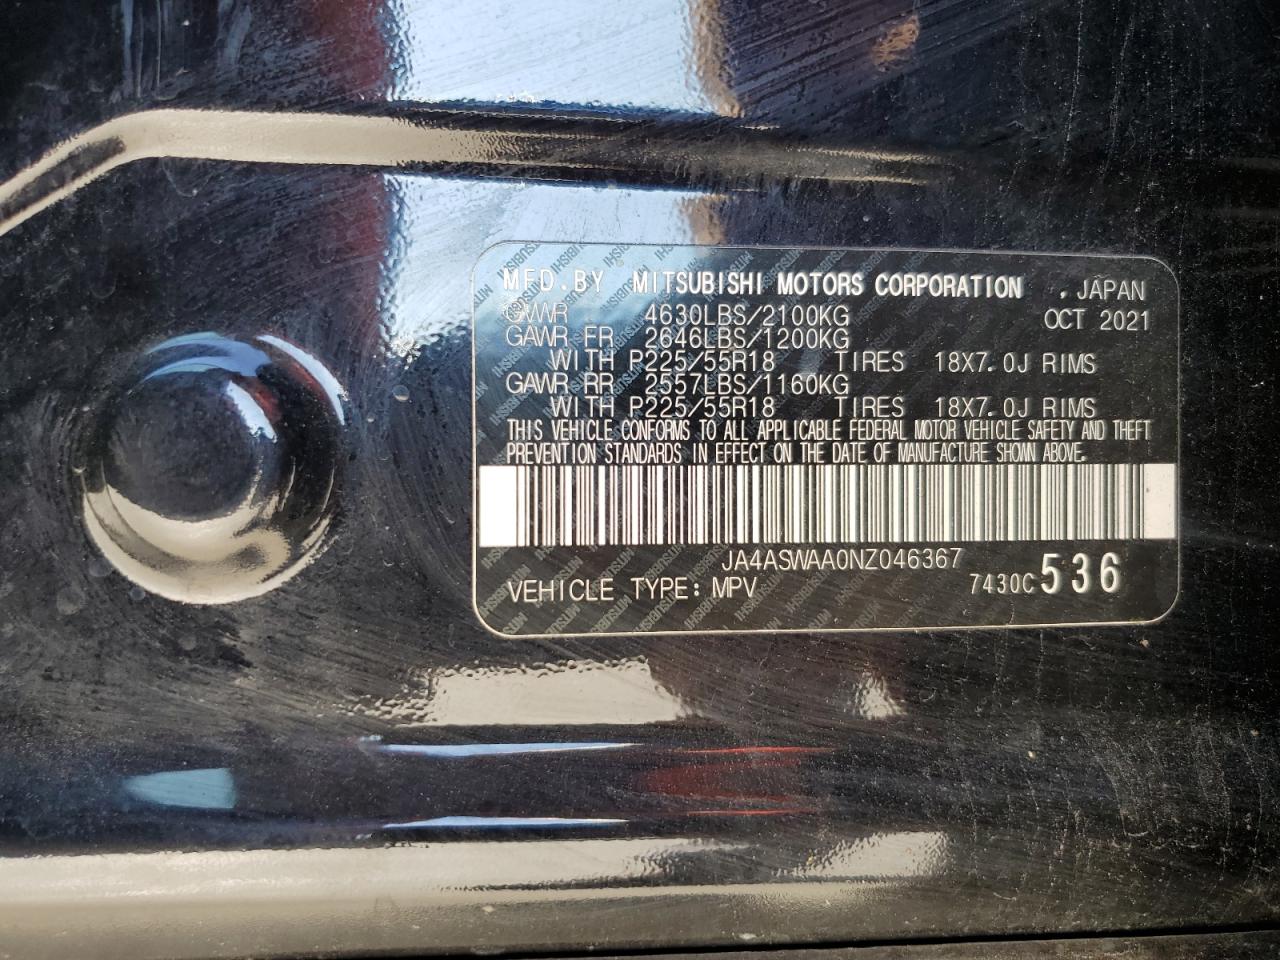 MFD. BY MITSUBISHI MOTORS CORPORATION , JAPAN
GVWR 4630LBS/2100KG OCT 2021
GAWR FR 2646LBS/1200KG
WITH P225/55R18 TIRES 18X7.0J RIMS
GAWR RR 2557LBS/1160KG
WITH P225/55R18 TIRES 18X7.0J RIMS
THIS VEHICLE CONFORMS TO ALL APPLICABLE FEDERAL MOTOR VEHICLE SAFETY AND THEFT
PREVENTION STANDARDS IN EFFECT ON THE DATE OF MANUFACTURE SHOWN ABOVE.
JA4ASWAA0NZ046367
VEHICLE TYPE: MPV 7430C 536